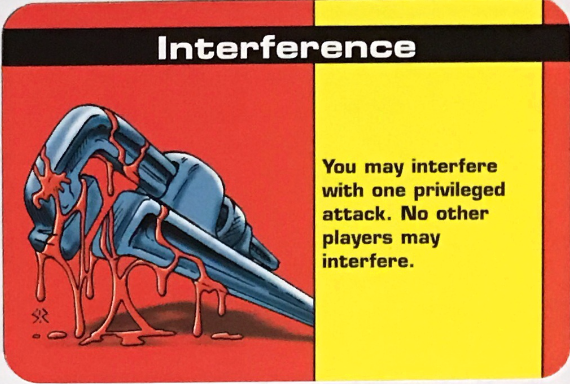 Interference
You may interfere
with one privileged
attack. No other
players may
interfere.